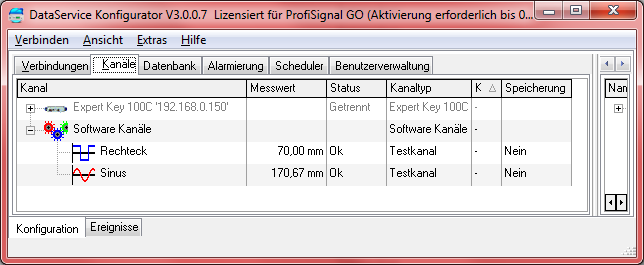 DataService Konfigurator V3.0.0.7 Lizensiert für ProfiSignal GO (Aktivierung erforderlich bis 0...
Verbinden Ansicht Extras Hilfe
Verbindungen Kanäle Datenbank Alarmierung Scheduler Benutzerverwaltung
Kanal Messwert Status Kanaltyp K Speicherung Nan
Expert Key 100C '192.168.0.150' Getrennt Expert Key 100C -
Software Kanäle Software Kanäle -
Rechteck 70,00 mm Ok Testkanal - Nein
Sinus 170,67 mm Ok Testkanal - Nein
Konfiguration Ereignisse